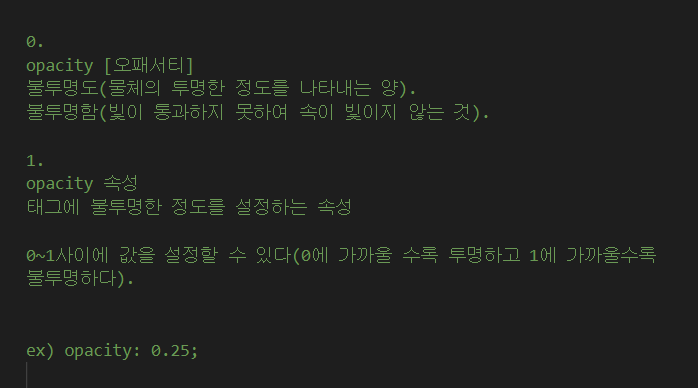 0.
opacity [오패서티]
불투명도(물체의 투명한 정도를 나타내는 양).
불투명함(빛이 통과하지 못하여 속이 빛이지 않는 것).
1.
opacity 속성
태그에 불투명한 정도를 설정하는 속성
0~1사이에 값을 설정할 수 있다(0에 가까울 수록 투명하고 1에 가까울수록
불투명하다).
ex) opacity: 0.25;